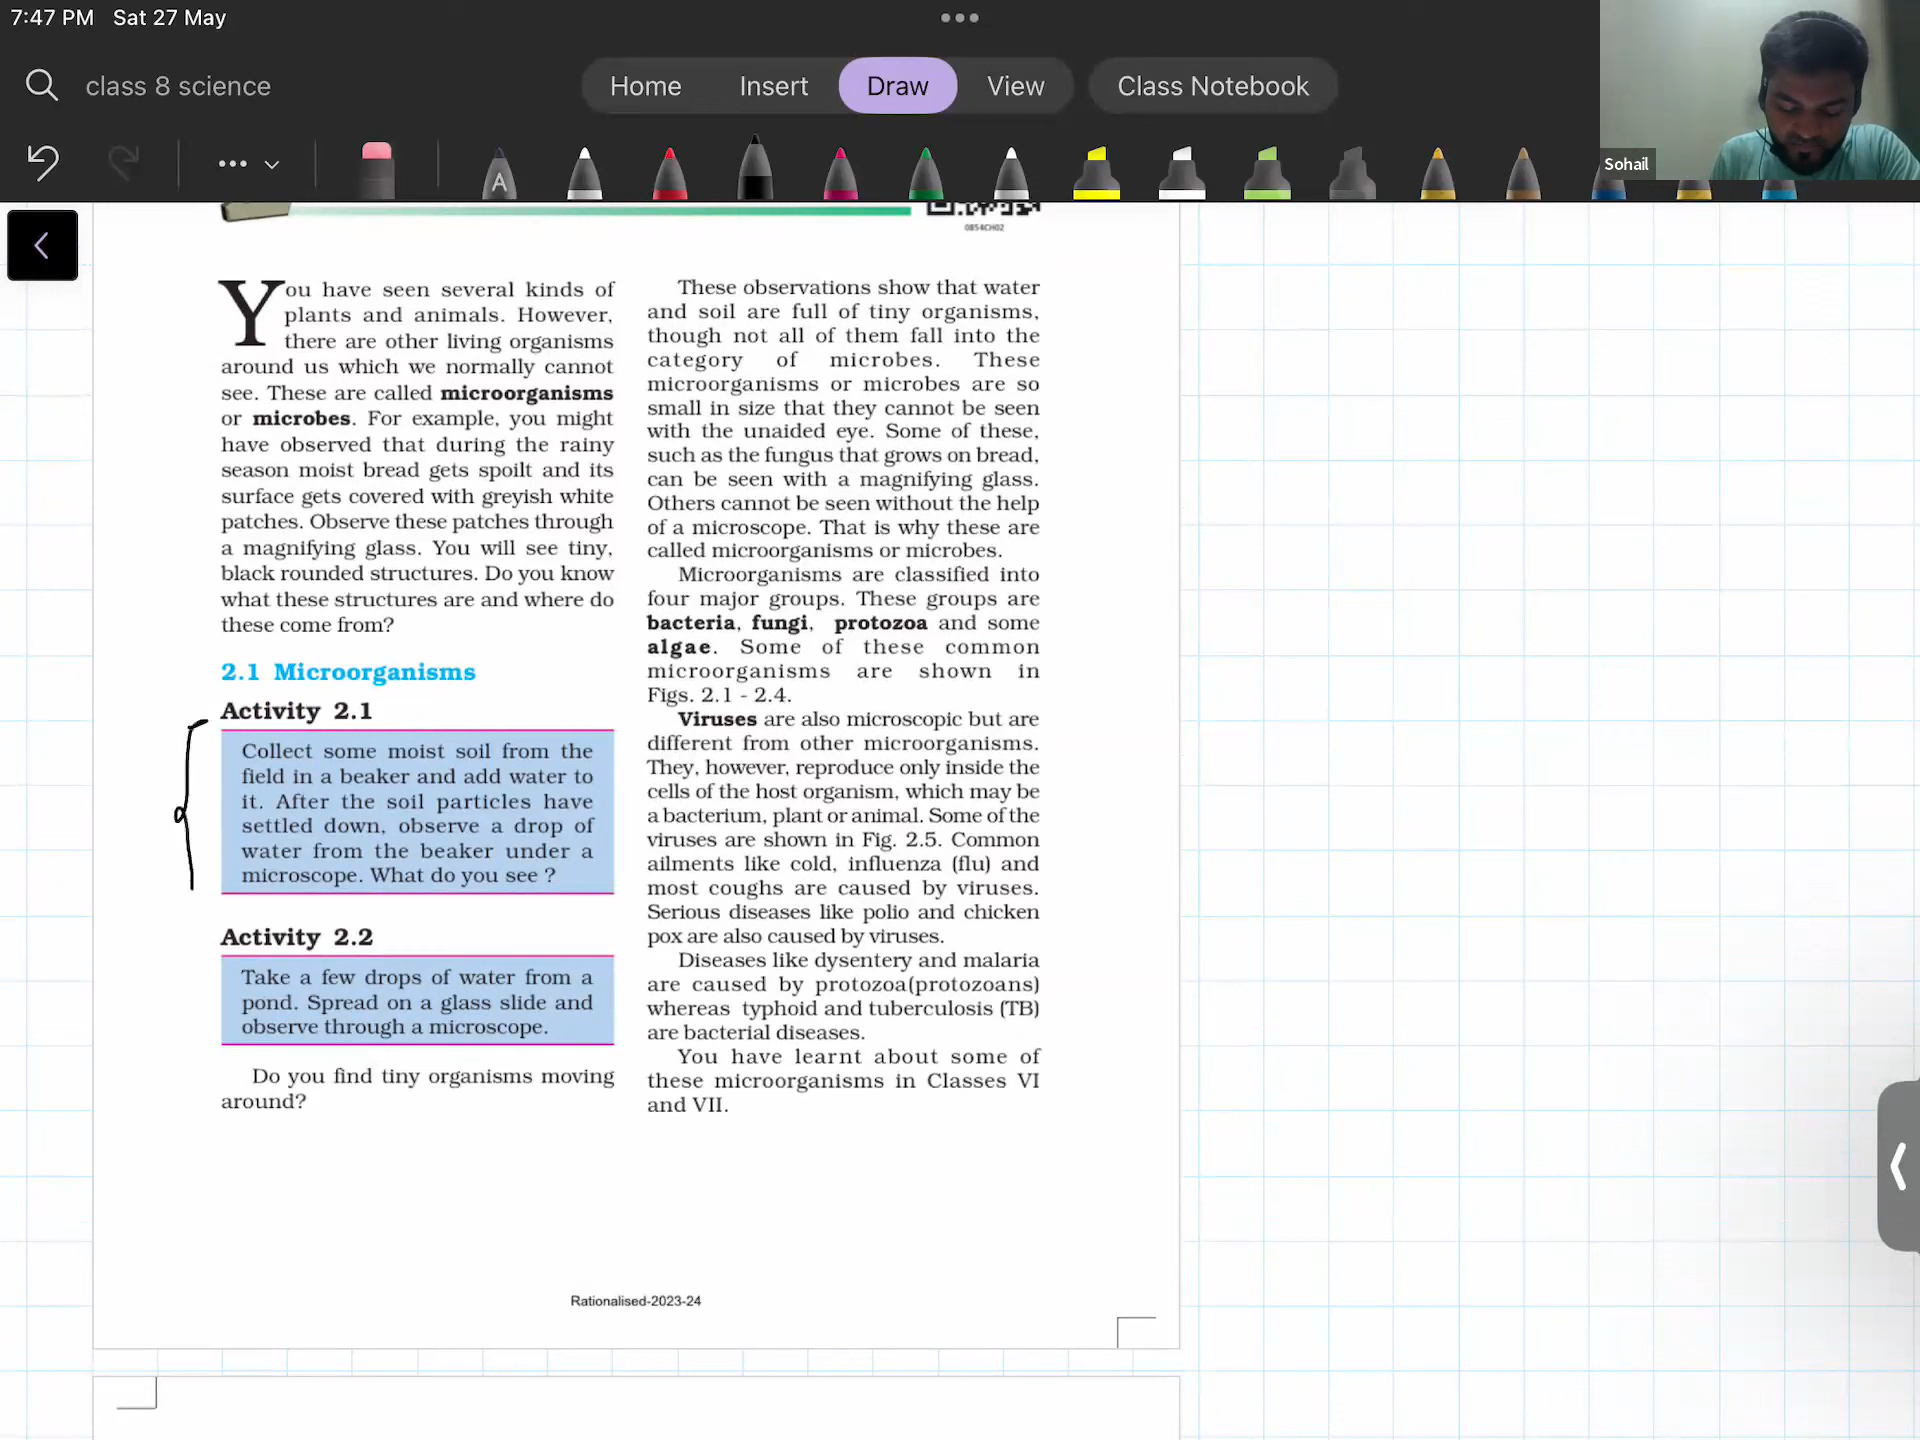 7:47 PM Sat 27 May
class 8 science
Home
Insert
Draw
View
Class Notebook
Sohail
A
0854CH02
You have seen several kinds of
plants and animals. However,
there are other living organisms
around us which we normally cannot
see. These are called microorganisms
or microbes. For example, you might
have observed that during the rainy
season moist bread gets spoilt and its
surface gets covered with greyish white
patches. Observe these patches through
a magnifying glass. You will see tiny,
black rounded structures. Do you know
what these structures are and where do
these come from?
2.1 Microorganisms
Activity 2.1
Collect some moist soil from the
field in a beaker and add water to
it. After the soil particles have
settled down, observe a drop of
water from the beaker under a
microscope. What do you see ?
Activity 2.2
Take a few drops of water from a
pond. Spread on a glass slide and
observe through a microscope.
Do you find tiny organisms moving
around?
These observations show that water
and soil are full of tiny organisms,
though not all of them fall into the
category of microbes. These
microorganisms or microbes are so
small in size that they cannot be seen
with the unaided eye. Some of these,
such as the fungus that grows on bread,
can be seen with a magnifying glass.
Others cannot be seen without the help
of a microscope. That is why these are
called microorganisms or microbes.
Microorganisms are classified into
four major groups. These groups are
bacteria, fungi, protozoa and some
algae. Some of these common
microorganisms are shown in
Figs. 2.1 - 2.4.
Viruses are also microscopic but are
different from other microorganisms.
They, however, reproduce only inside the
cells of the host organism, which may be
a bacterium, plant or animal. Some of the
viruses are shown in Fig. 2.5. Common
ailments like cold, influenza (flu) and
most coughs are caused by viruses.
Serious diseases like polio and chicken
pox are also caused by viruses.
Diseases like dysentery and malaria
are caused by protozoa(protozoans)
whereas typhoid and tuberculosis (TB)
are bacterial diseases.
You have learnt about some of
these microorganisms in Classes VI
and VII.
Rationalised-2023-24